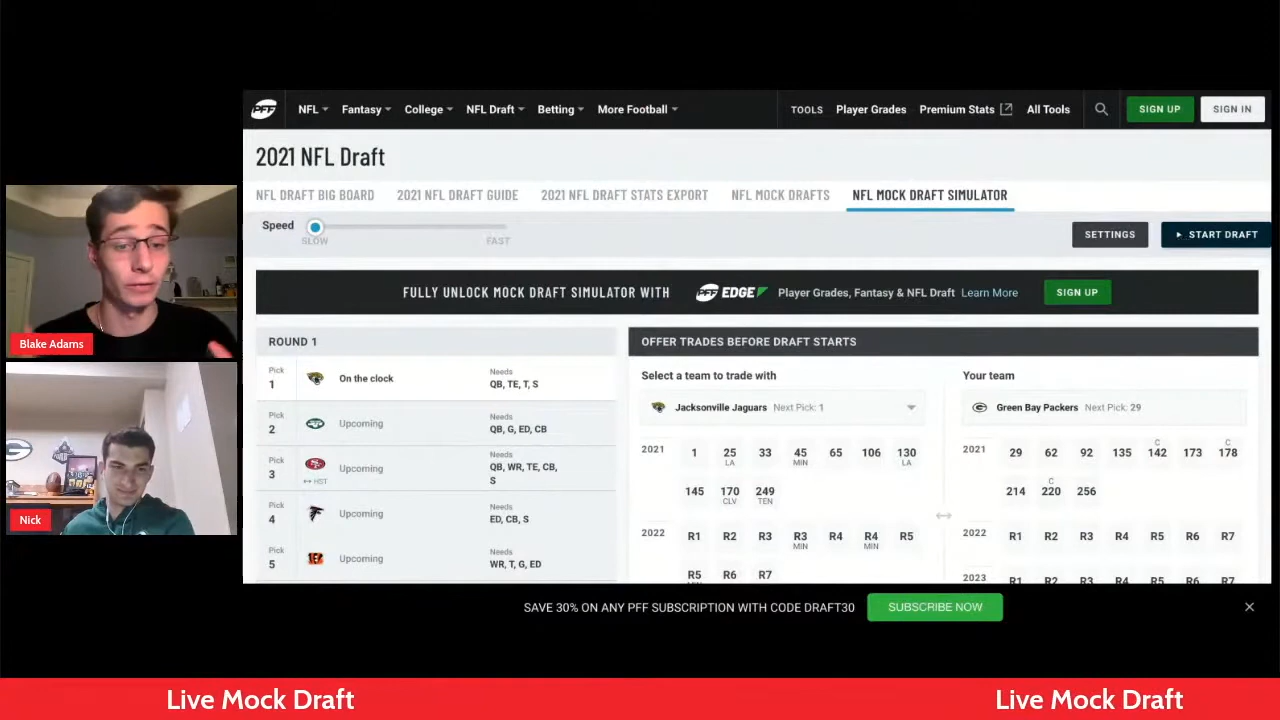 PFF NFL Fantasy College NFL Draft Betting More Football TOOLS Player Grades Premium Stats All Tools SIGN UP SIGN IN
2021 NFL Draft
NFL DRAFT BIG BOARD 2021 NFL DRAFT GUIDE 2021 NFL DRAFT STATS EXPORT NFL MOCK DRAFTS NFL MOCK DRAFT SIMULATOR
Speed
SLOW FAST
SETTINGS START DRAFT
FULLY UNLOCK MOCK DRAFT SIMULATOR WITH PFF EDGE Player Grades, Fantasy & NFL Draft Learn More SIGN UP
Blake Adams
Nick
ROUND 1
Pick
1
On the clock
Needs
QB, TE, T, S
Pick
2
Upcoming
Needs
QB, G, ED, CB
Pick
3
HST
Upcoming
Needs
QB, WR, TE, CB,
S
Pick
4
Upcoming
Needs
ED, CB, S
Pick
5
Upcoming
Needs
WR, T, G, ED
OFFER TRADES BEFORE DRAFT STARTS
Select a team to trade with
Jacksonville Jaguars Next Pick: 1
2021 1 25 33 45 65 106 130
LA MIN LA
145 170 249
CLV TEN
2022 R1 R2 R3 R3 R4 R4 R5
MIN MIN
R5 R6 R7
Your team
Green Bay Packers Next Pick: 29
C C
2021 29 62 92 135 142 173 178
C
214 220 256
2022 R1 R2 R3 R4 R5 R6 R7
2023 R1 R2 R3 R4 R5 R6 R7
SAVE 30% ON ANY PFF SUBSCRIPTION WITH CODE DRAFT30 SUBSCRIBE NOW
Live Mock Draft Live Mock Draft